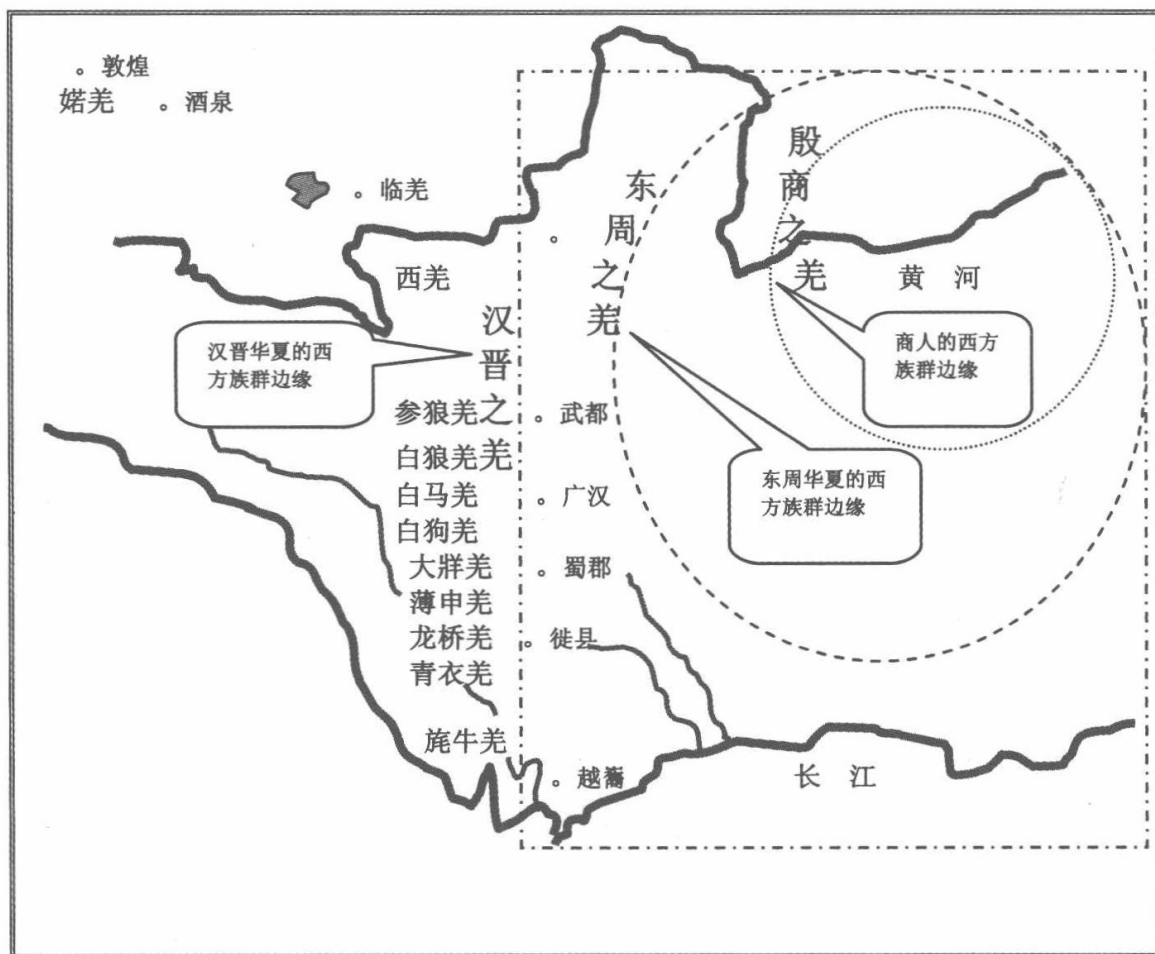 。敦煌
婼羌 。酒泉
。临羌
殷商之羌
东周之羌
。
西羌
黄 河
汉晋之羌
汉晋华夏的西
方族群边缘
商人的西方
族群边缘
参狼羌 。武都
白狼羌
东周华夏的西
方族群边缘
白马羌 。广汉
白狗羌
大牂羌 。蜀郡
薄申羌
龙桥羌 。徙县
青衣羌
旄牛羌
。越巂
长 江